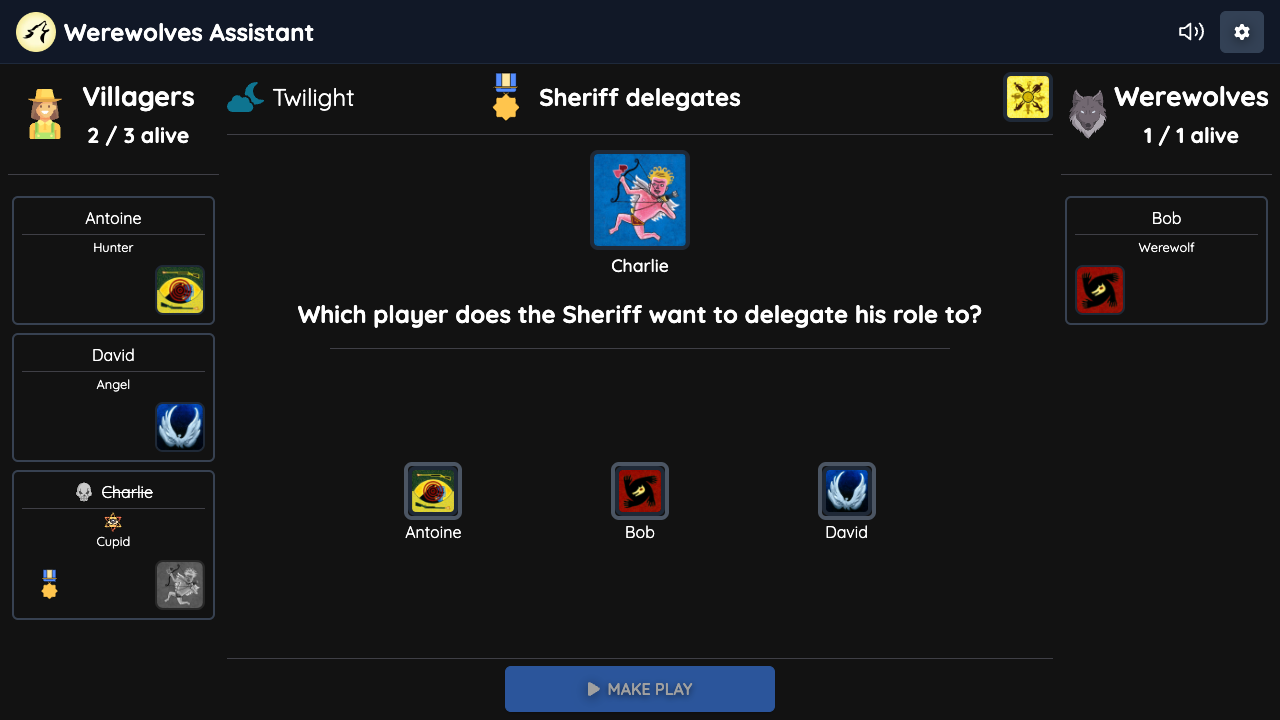 Werewolves Assistant
Villagers
2 / 3 alive
Twilight
Sheriff delegates
Werewolves
1 / 1 alive
Antoine
Hunter
David
Angel
Charlie
Cupid
Charlie
Which player does the Sheriff want to delegate his role to?
Antoine
Bob
David
Bob
Werewolf
MAKE PLAY